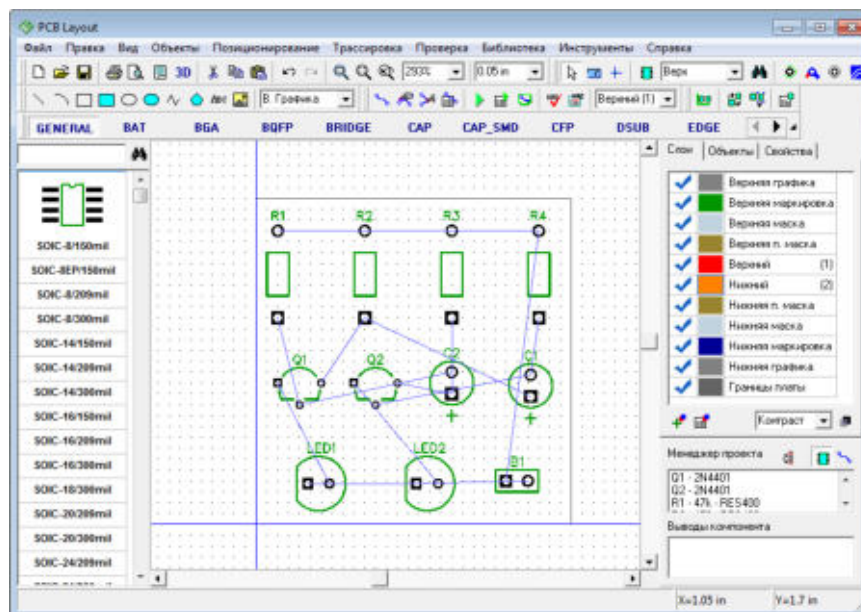 PCB Layout
Файл Правка Вид Объекты Позиционирование Трассировка Проверка Библиотека Инструменты Справка
3D 293% 0.05 in Верх
Abc В. Графика Верхний (1)
GENERAL BAT BGA BQFP BRIDGE CAP CAP_SMD CFP DSUB EDGE
Слои Объекты Свойства
SOIC-8/150mil
SOIC-8EP/150mil
SOIC-8/209mil
SOIC-8/300mil
SOIC-14/150mil
SOIC-14/209mil
SOIC-14/300mil
SOIC-16/150mil
SOIC-16/209mil
SOIC-16/300mil
SOIC-18/300mil
SOIC-20/209mil
SOIC-20/300mil
SOIC-24/209mil
R1 R2 R3 R4
Q1 Q2 C2 C1
LED1 LED2 B1
Верхняя графика
Верхняя маркировка
Верхняя маска
Верхняя п. маска
Верхний (1)
Нижний (2)
Нижняя п. маска
Нижняя маска
Нижняя маркировка
Нижняя графика
Границы платы
Контраст
Менеджер проекта
Q1 - 2N4401
Q2 - 2N4401
R1 - 47k - RES400
Выводы компонента
X=1.05 in Y=1.7 in